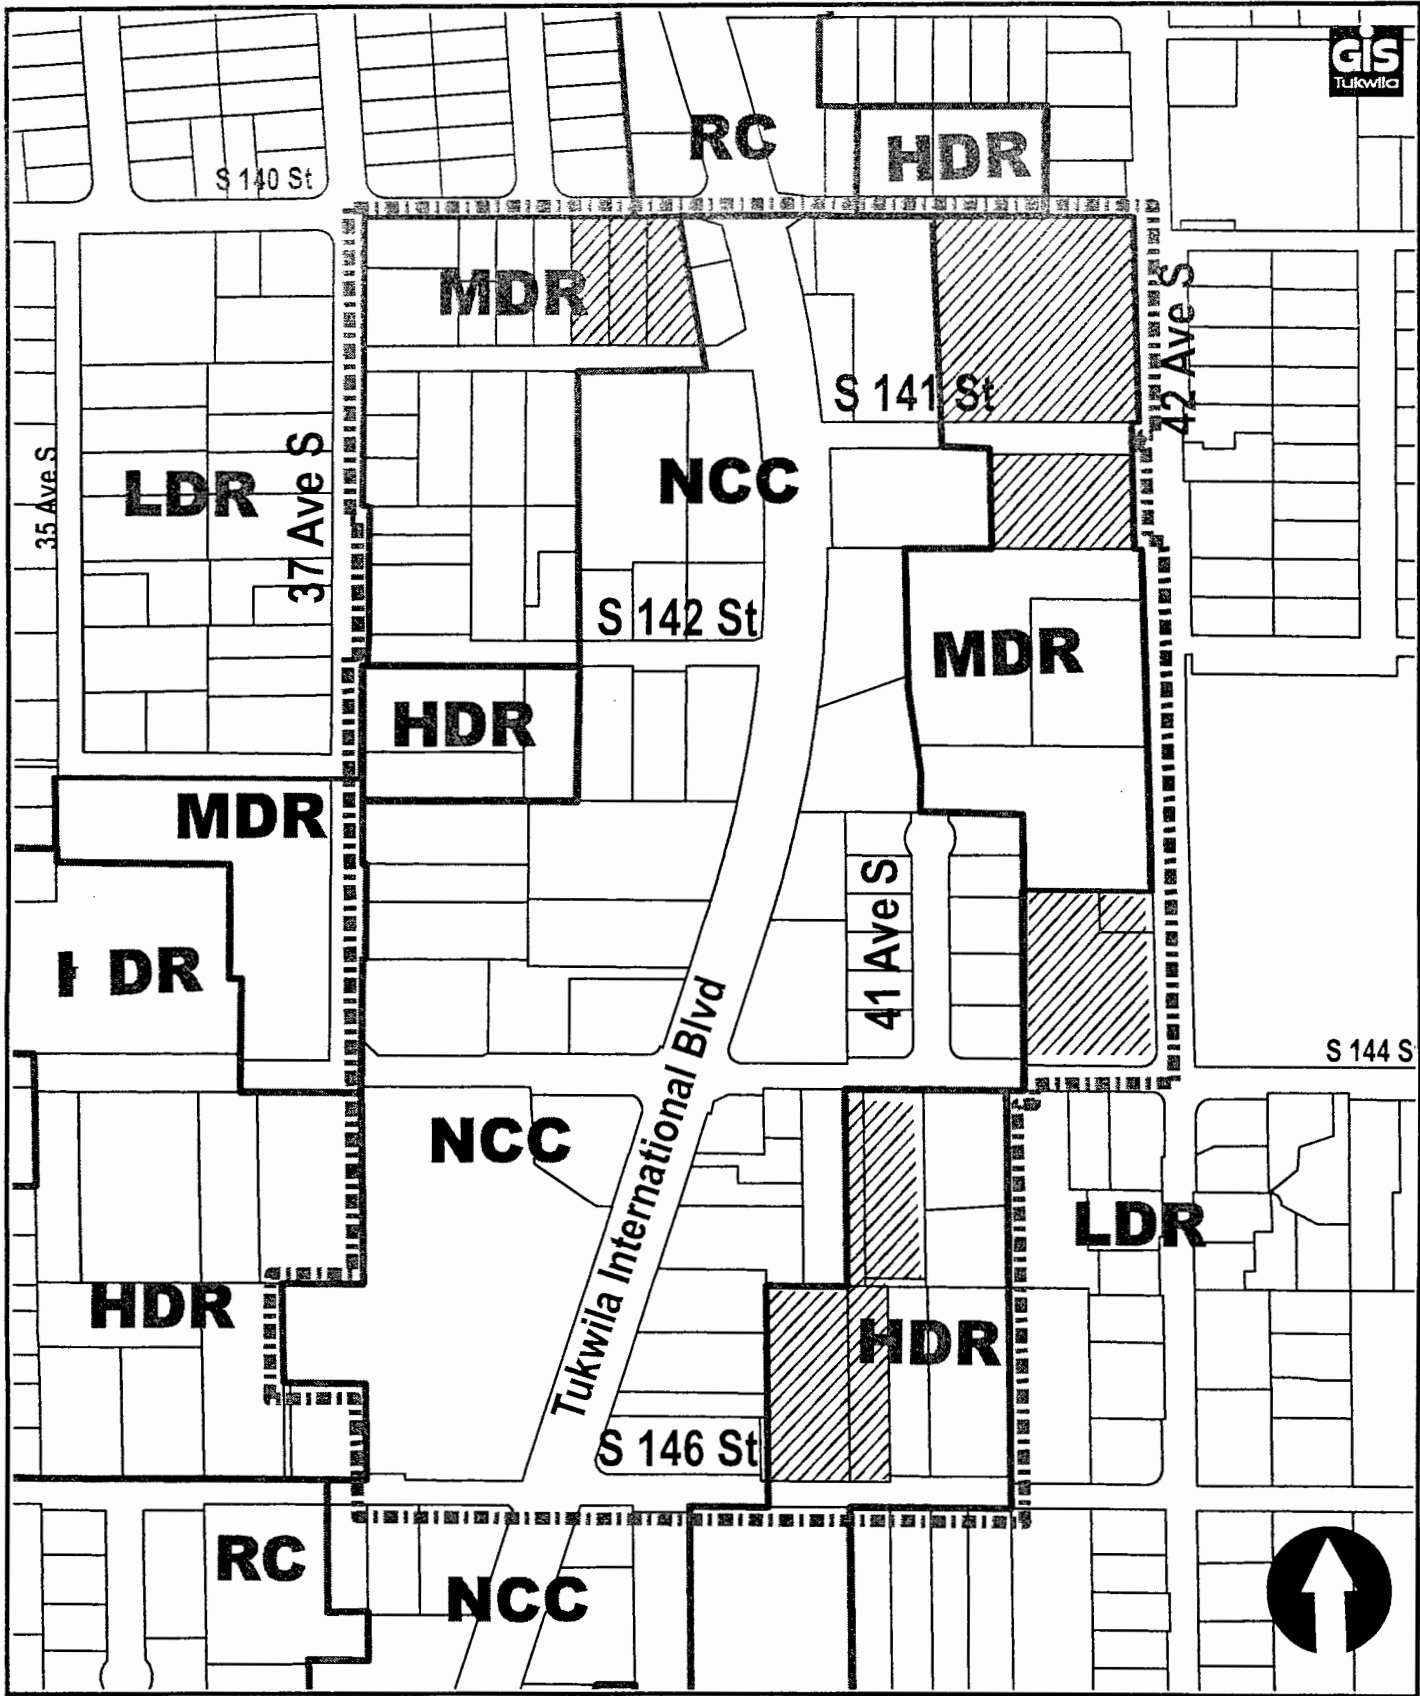 GIS
Tukwila
RC
HDR
S 140 St
MDR
42 Ave S
S 141 St
LDR
37 Ave S
35 Ave S
NCC
S 142 St
MDR
HDR
MDR
41 Ave S
DR
Tukwila International Blvd
S 144 S
NCC
LDR
HDR
HDR
S 146 St
RC
NCC